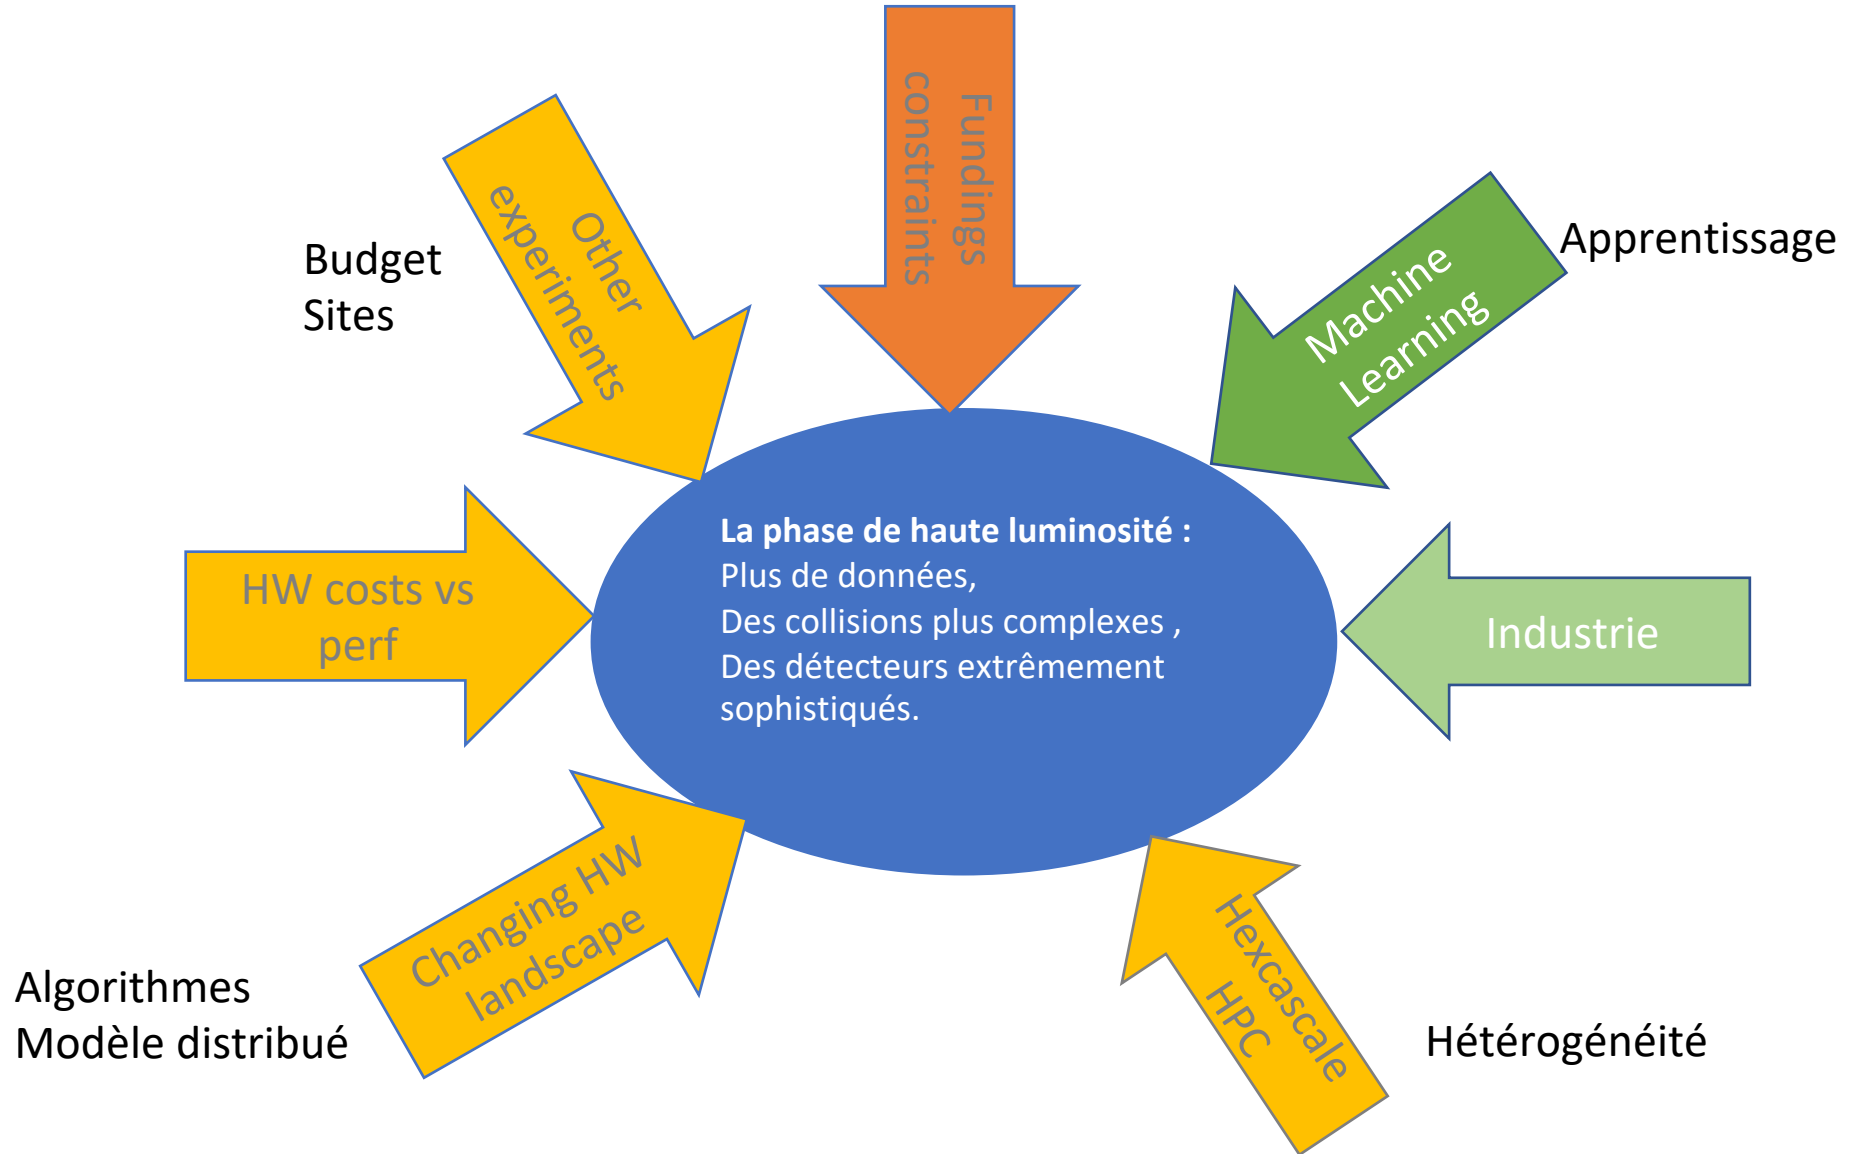 Fundings
constraints
Other
experiments
Budget
Sites
Machine
Learning
Apprentissage
HW costs vs
perf
La phase de haute luminosité :
Plus de données,
Des collisions plus complexes ,
Des détecteurs extrêmement
sophistiqués.
Industrie
Changing HW
landscape
Algorithmes
Modèle distribué
Hexcascale
HPC
Hétérogénéité